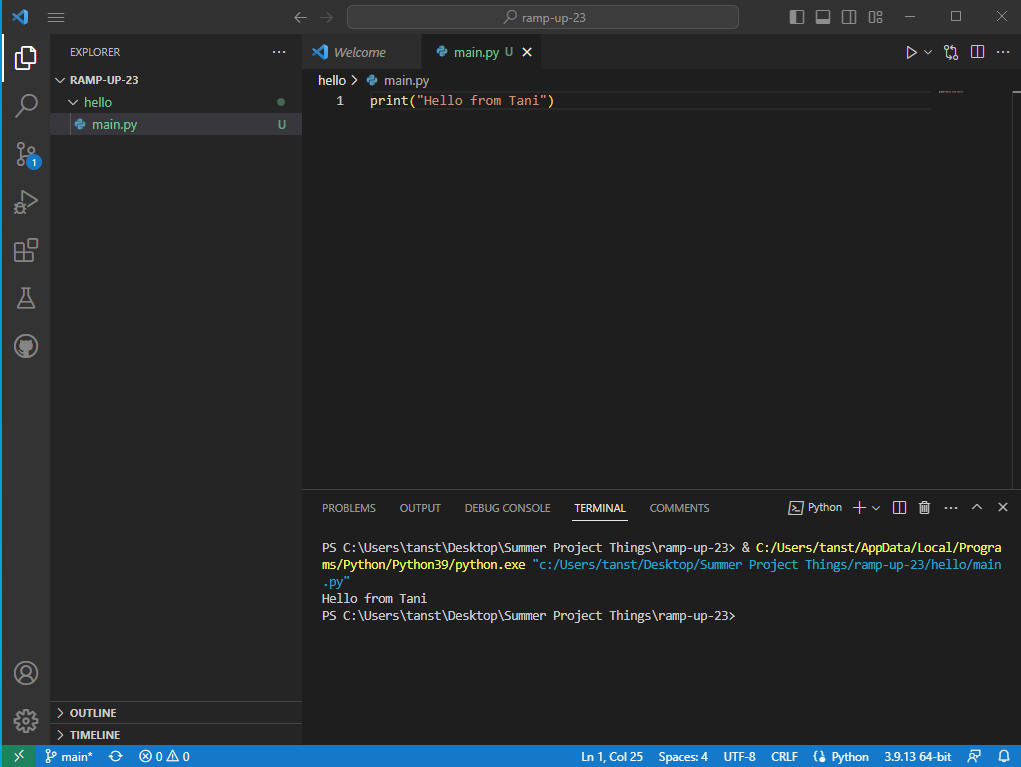 ramp-up-23
EXPLORER
RAMP-UP-23
hello
main.py U
Welcome
main.py U
hello > main.py
1 print("Hello from Tani")
PROBLEMS OUTPUT DEBUG CONSOLE TERMINAL COMMENTS
Python
PS C:\Users\tanst\Desktop\Summer Project Things\ramp-up-23> & C:/Users/tanst/AppData/Local/Progra
ms/Python/Python39/python.exe "c:/Users/tanst/Desktop/Summer Project Things/ramp-up-23/hello/main
.py"
Hello from Tani
PS C:\Users\tanst\Desktop\Summer Project Things\ramp-up-23>
1
OUTLINE
TIMELINE
main* 0 0 Ln 1, Col 25 Spaces: 4 UTF-8 CRLF Python 3.9.13 64-bit